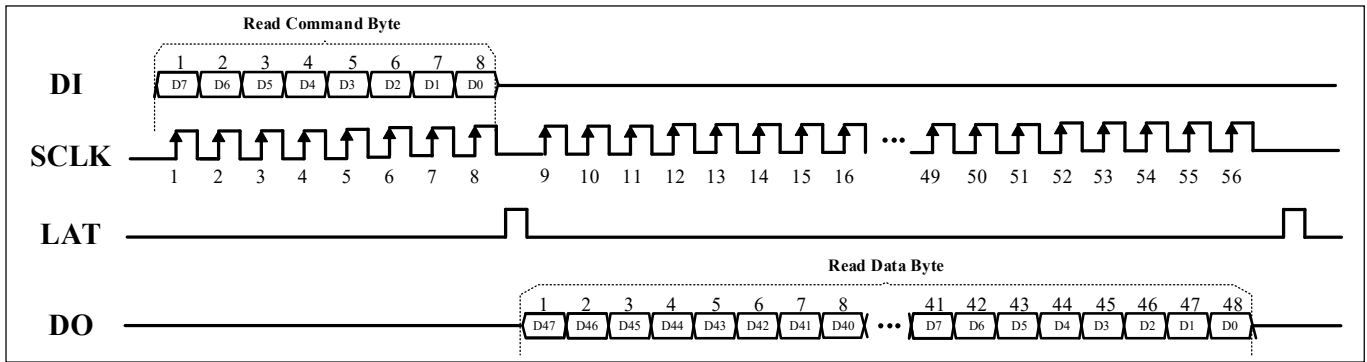 Read Command Byte
1 2 3 4 5 6 7 8
DI D7 D6 D5 D4 D3 D2 D1 D0
SCLK ...
1 2 3 4 5 6 7 8 9 10 11 12 13 14 15 16 49 50 51 52 53 54 55 56
LAT
Read Data Byte
1 2 3 4 5 6 7 8 41 42 43 44 45 46 47 48
DO D47 D46 D45 D44 D43 D42 D41 D40 ... D7 D6 D5 D4 D3 D2 D1 D0